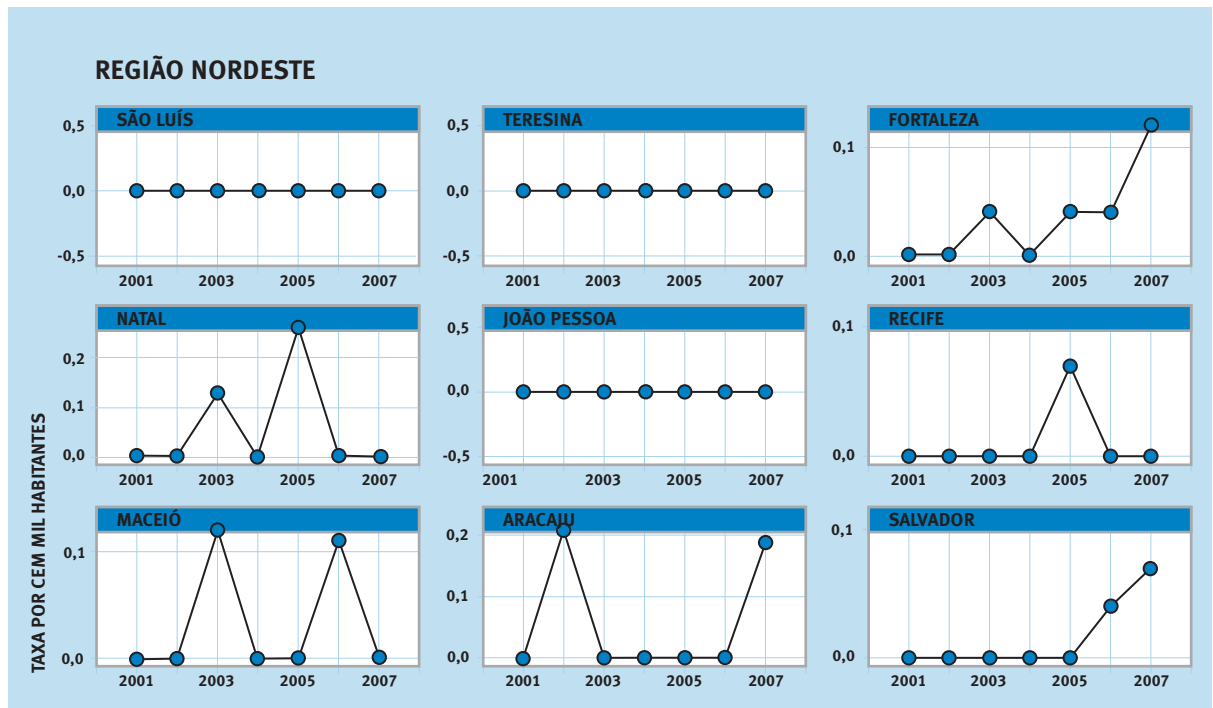 REGIÃO NORDESTE
SÃO LUÍS
0,5
0,0
-0,5
2001 2003 2005 2007
TERESINA
0,5
0,0
-0,5
2001 2003 2005 2007
FORTALEZA
0,1
0,0
2001 2003 2005 2007
NATAL
0,2
0,1
0,0
2001 2003 2005 2007
JOÃO PESSOA
0,5
0,0
-0,5
2001 2003 2005 2007
RECIFE
0,1
0,0
2001 2003 2005 2007
MACEIÓ
0,1
0,0
2001 2003 2005 2007
ARACAJU
0,2
0,1
0,0
2001 2003 2005 2007
SALVADOR
0,1
0,0
2001 2003 2005 2007
TAXA POR CEM MIL HABITANTES